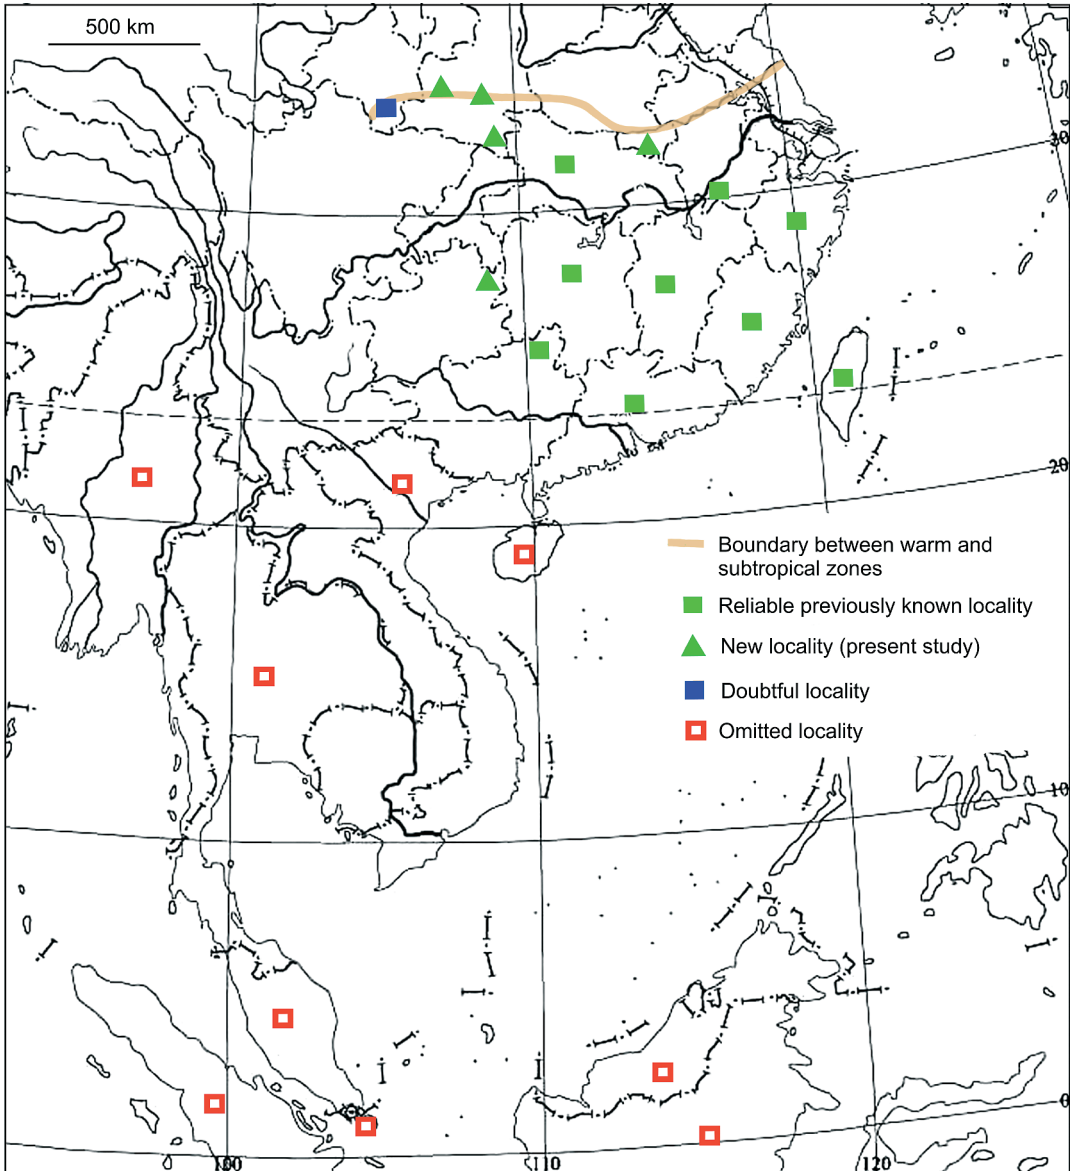 500 km
30
20
Boundary between warm and
subtropical zones
Reliable previously known locality
New locality (present study)
Doubtful locality
Omitted locality
10
0
100
110
120